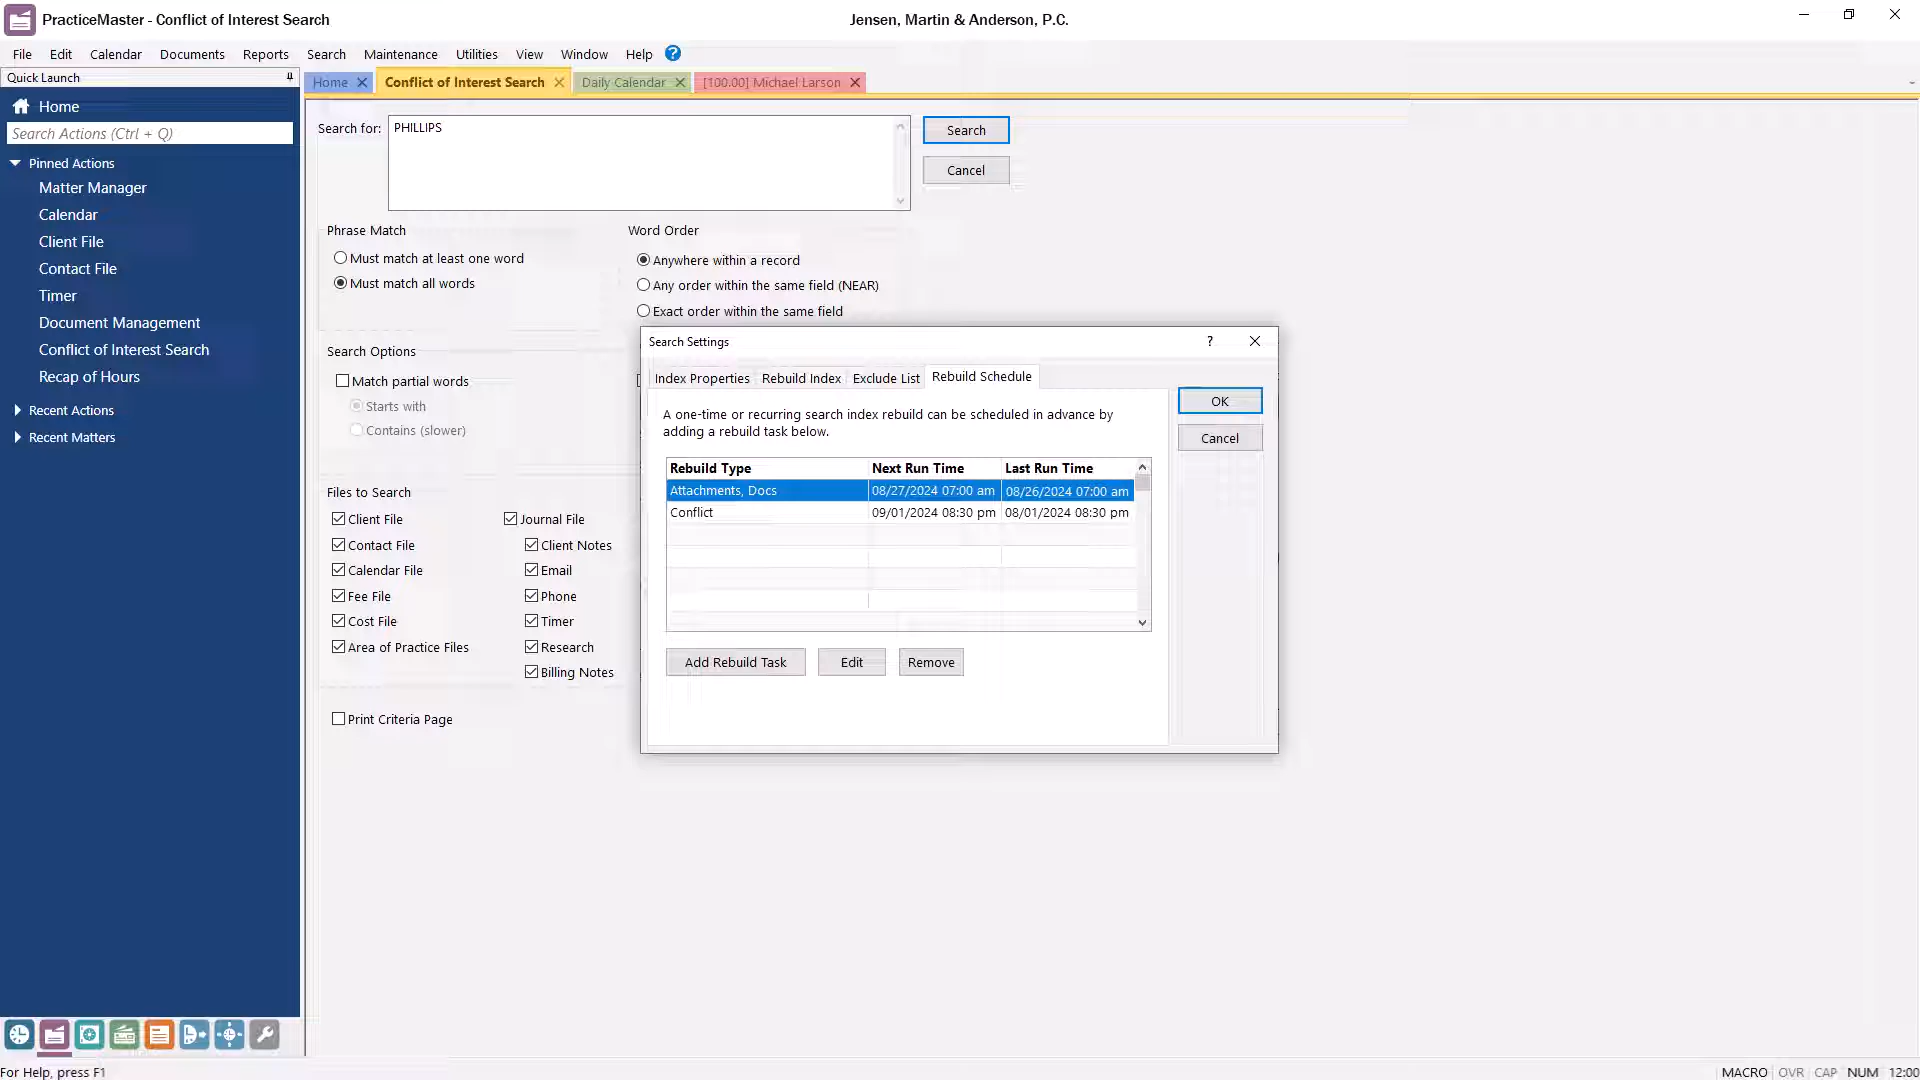 PracticeMaster - Conflict of Interest Search
Jensen, Martin & Anderson, P.C.
File Edit Calendar Documents Reports Search Maintenance Utilities View Window Help ?
Quick Launch
Home Conflict of Interest Search Daily Calendar [100.00] Michael Larson
Home
Search Actions (Ctrl + Q)
Pinned Actions
Matter Manager
Calendar
Client File
Contact File
Timer
Document Management
Conflict of Interest Search
Recap of Hours
Recent Actions
Recent Matters
Search for: PHILLIPS
Search
Cancel
Phrase Match
Must match at least one word
Must match all words
Word Order
Anywhere within a record
Any order within the same field (NEAR)
Exact order within the same field
Search Options
Match partial words
Starts with
Contains (slower)
Files to Search
Client File
Contact File
Calendar File
Fee File
Cost File
Area of Practice Files
Journal File
Client Notes
Email
Phone
Timer
Research
Billing Notes
Print Criteria Page
Search Settings
?
Index Properties Rebuild Index Exclude List Rebuild Schedule
A one-time or recurring search index rebuild can be scheduled in advance by
adding a rebuild task below.
Rebuild Type Next Run Time Last Run Time
Attachments, Docs 08/27/2024 07:00 am 08/26/2024 07:00 am
Conflict 09/01/2024 08:30 pm 08/01/2024 08:30 pm
Add Rebuild Task Edit Remove
OK
Cancel
For Help, press F1
MACRO OVR CAP NUM 12:00